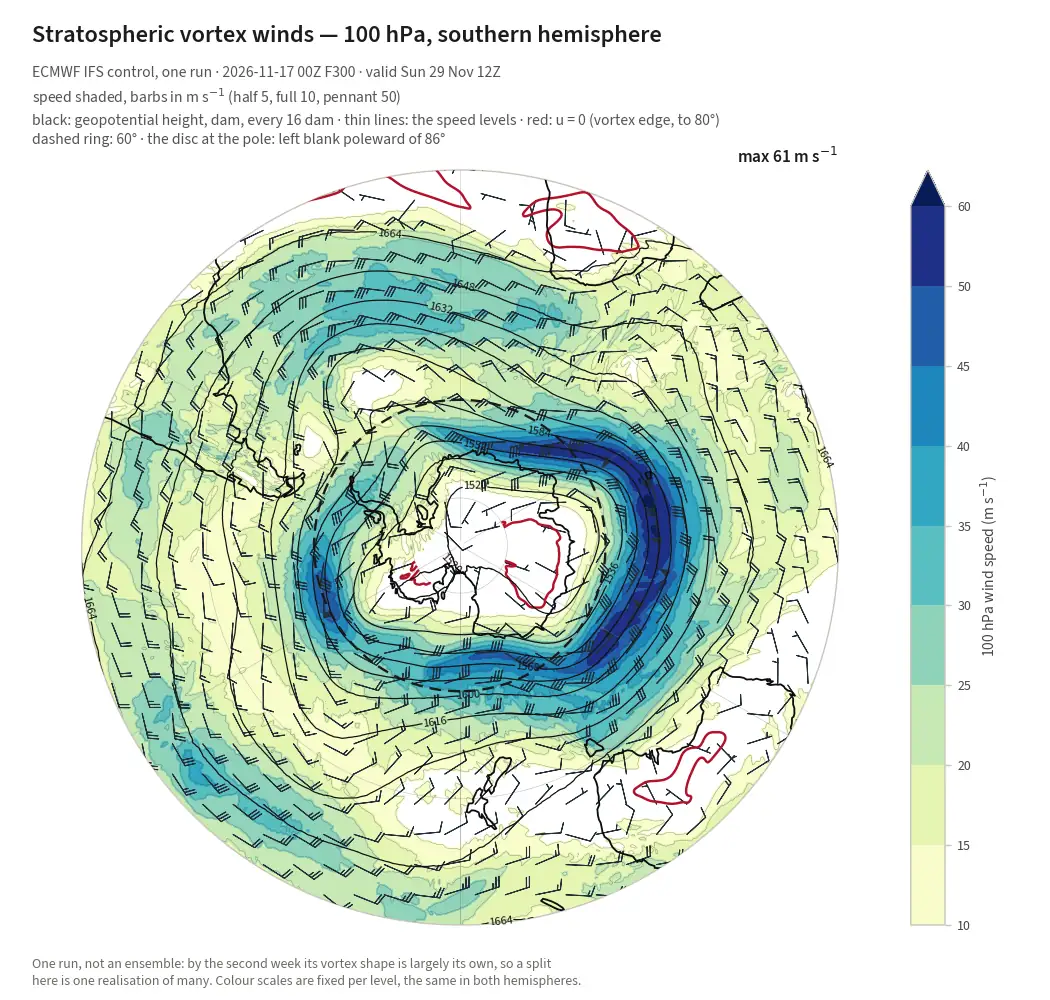 Stratospheric vortex winds — 100 hPa, southern hemisphere
ECMWF IFS control, one run · 2026-11-17 00Z F300 · valid Sun 29 Nov 12Z
speed shaded, barbs in m s⁻¹ (half 5, full 10, pennant 50)
black: geopotential height, dam, every 16 dam · thin lines: the speed levels · red: u = 0 (vortex edge, to 80°)
dashed ring: 60° · the disc at the pole: left blank poleward of 86°
max 61 m s⁻¹
1664
1648
1632
1584
1520
1664
1664
1600
1616
1664
60
50
45
40
35
30
25
20
15
10
100 hPa wind speed (m s⁻¹)
One run, not an ensemble: by the second week its vortex shape is largely its own, so a split
here is one realisation of many. Colour scales are fixed per level, the same in both hemispheres.